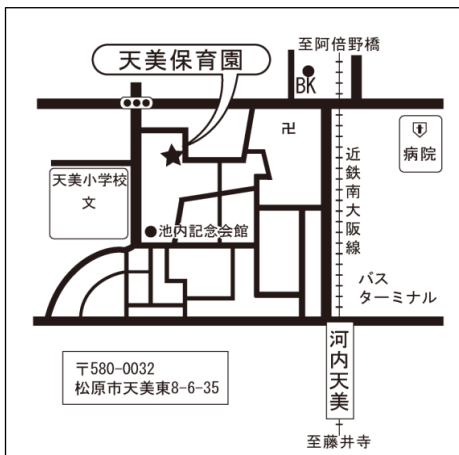 至阿倍野橋
天美保育園
BK
卍
病院
近鉄南大阪線
天美小学校
文
池内記念会館
バス
ターミナル
〒580-0032
松原市天美東8-6-35
河内天美
至藤井寺